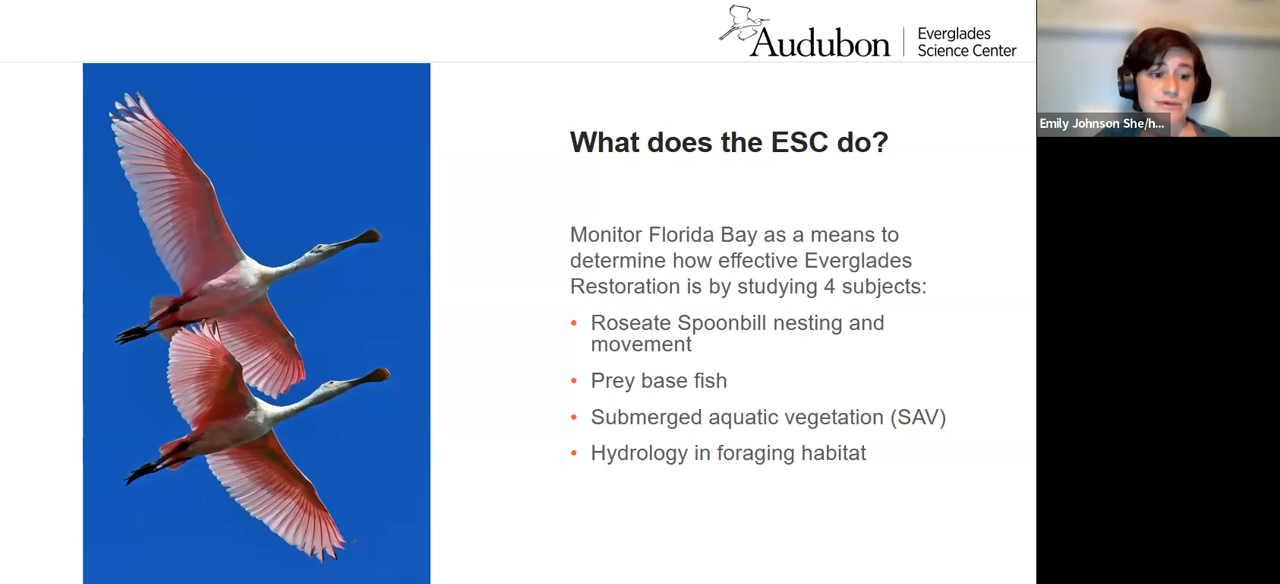 Audubon
Everglades
Science Center
Emily Johnson She/h...
What does the ESC do?
Monitor Florida Bay as a means to
determine how effective Everglades
Restoration is by studying 4 subjects:
• Roseate Spoonbill nesting and
movement
• Prey base fish
• Submerged aquatic vegetation (SAV)
• Hydrology in foraging habitat